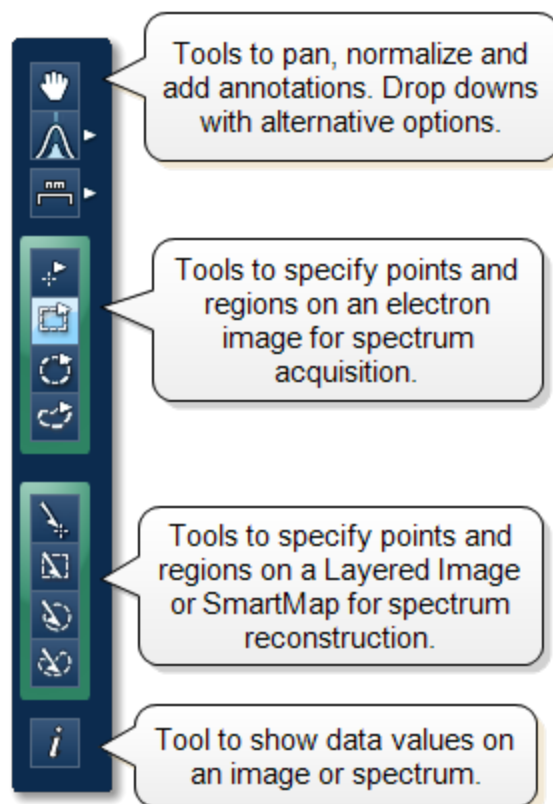 Tools to pan, normalize and
add annotations. Drop downs
with alternative options.
nm
Tools to specify points and
regions on an electron
image for spectrum
acquisition.
Tools to specify points and
regions on a Layered Image
or SmartMap for spectrum
reconstruction.
i
Tool to show data values on
an image or spectrum.